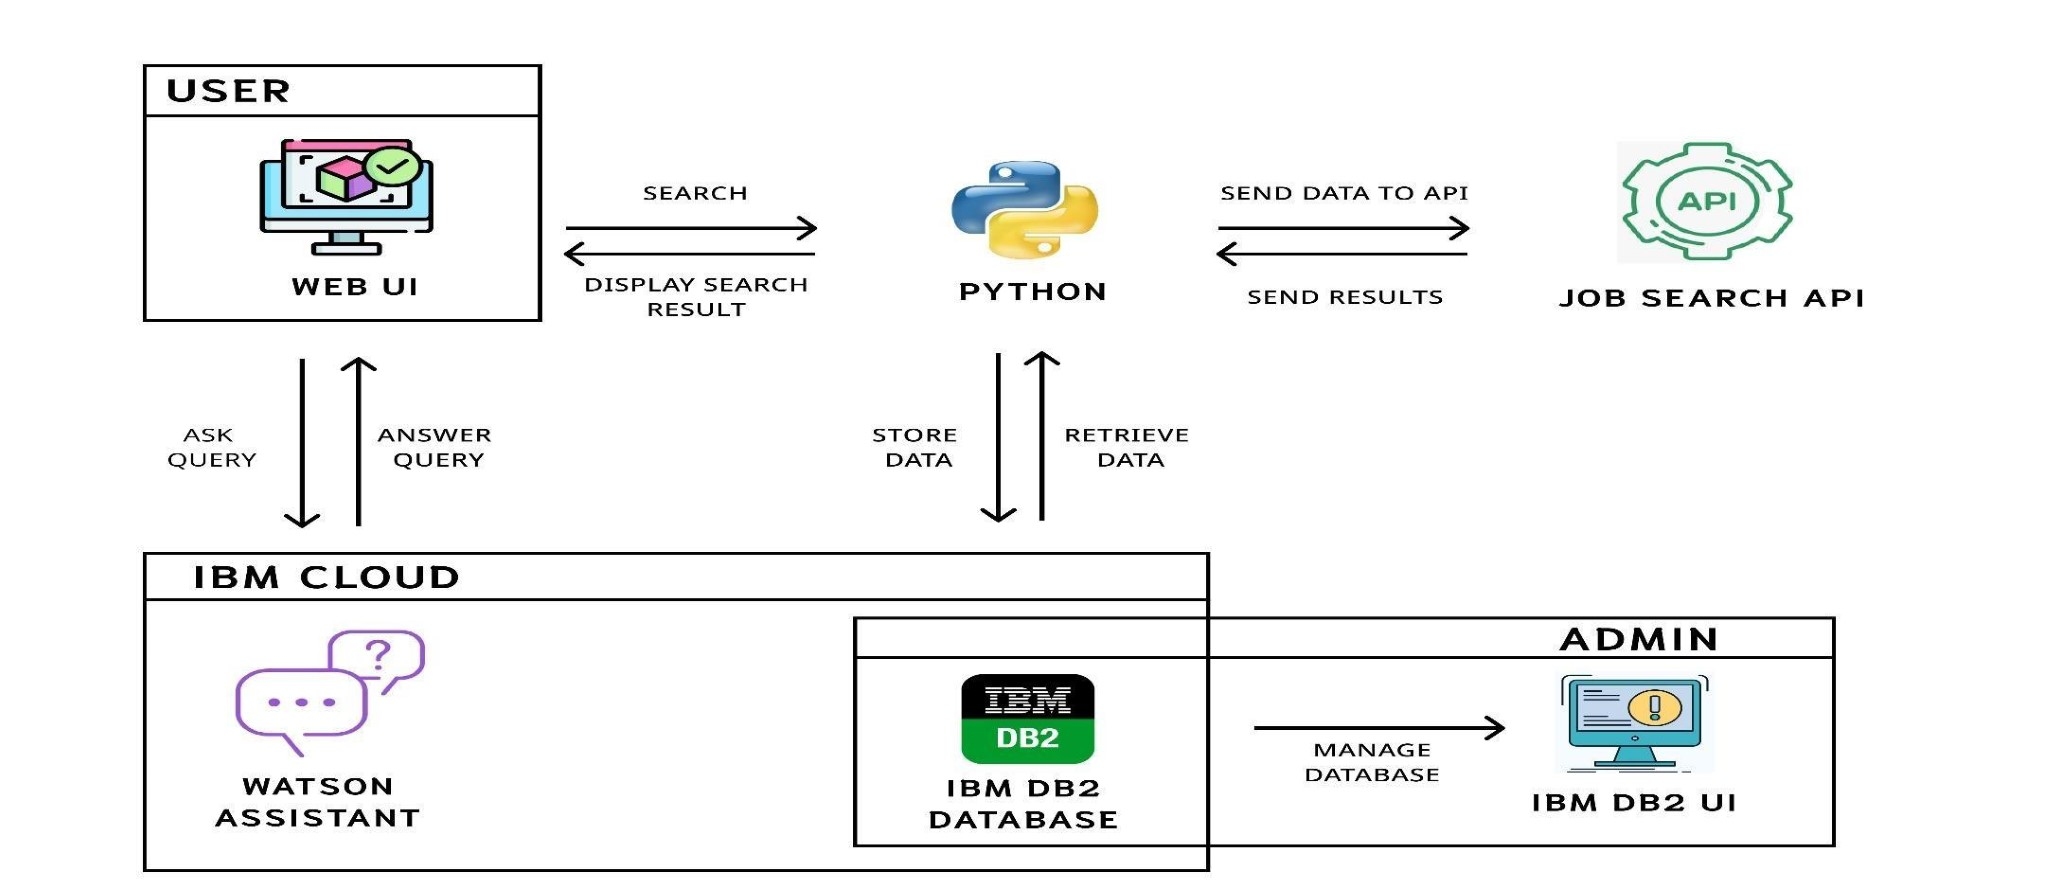 USER
WEB UI
SEARCH
DISPLAY SEARCH
RESULT
PYTHON
SEND DATA TO API
SEND RESULTS
API
JOB SEARCH API
ASK
QUERY
ANSWER
QUERY
STORE
DATA
RETRIEVE
DATA
IBM CLOUD
WATSON
ASSISTANT
ADMIN
IBM
DB2
IBM DB2
DATABASE
MANAGE
DATABASE
IBM DB2 UI